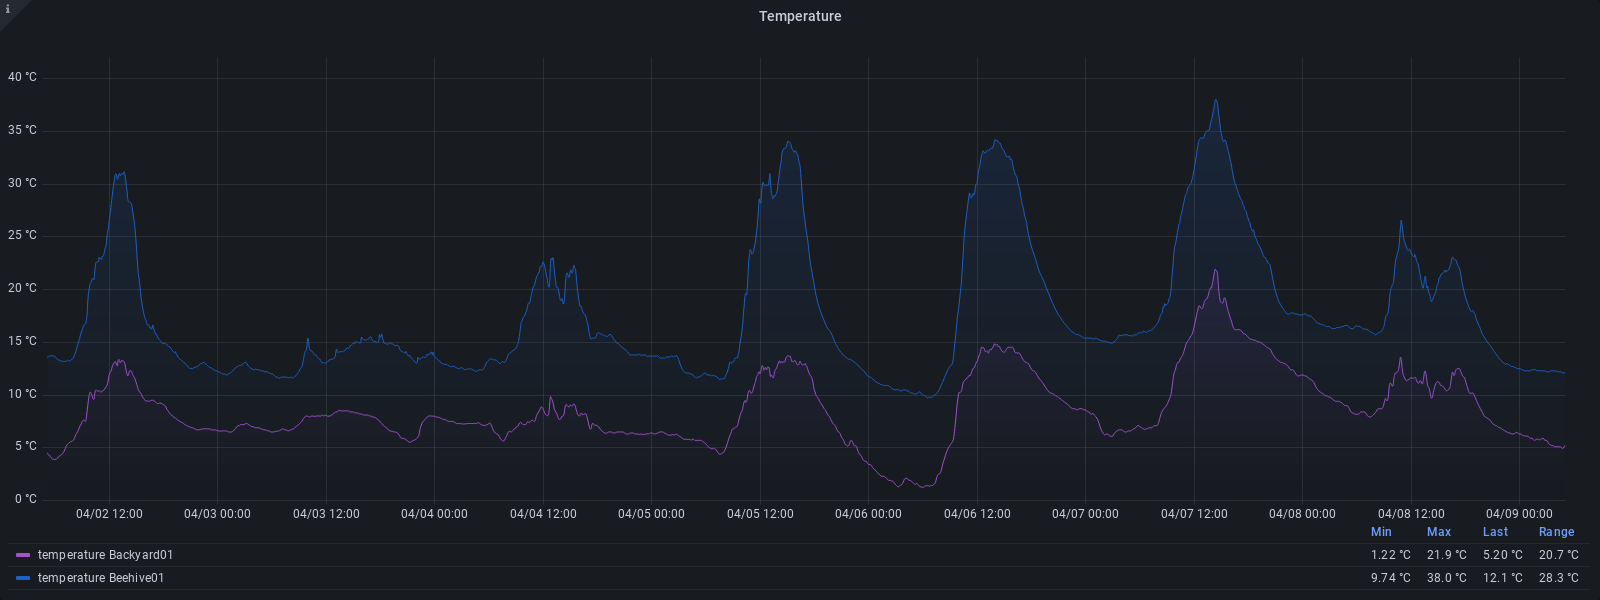 i
Temperature
40 °C
35 °C
30 °C
25 °C
20 °C
15 °C
10 °C
5 °C
0 °C
04/02 12:00 04/03 00:00 04/03 12:00 04/04 00:00 04/04 12:00 04/05 00:00 04/05 12:00 04/06 00:00 04/06 12:00 04/07 00:00 04/07 12:00 04/08 00:00 04/08 12:00 04/09 00:00
Min Max Last Range
temperature Backyard01 1.22 °C 21.9 °C 5.20 °C 20.7 °C
temperature Beehive01 9.74 °C 38.0 °C 12.1 °C 28.3 °C